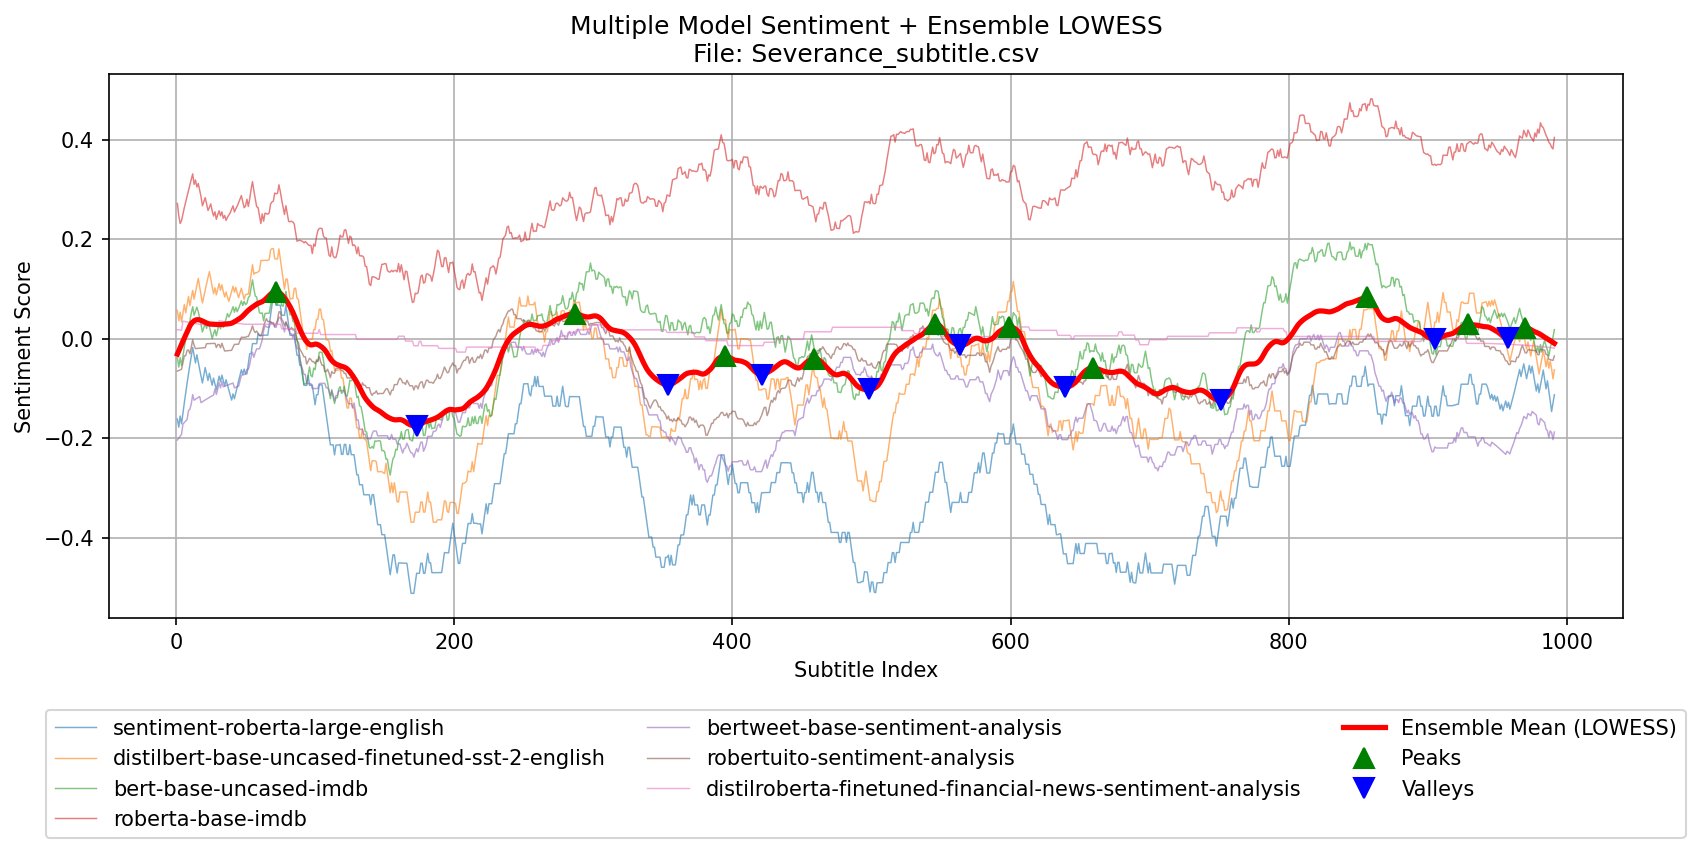 Multiple Model Sentiment + Ensemble LOWESS
File: Severance_subtitle.csv
Sentiment Score
0.4
0.2
0.0
−0.2
−0.4
0 200 400 600 800 1000
Subtitle Index
sentiment-roberta-large-english
distilbert-base-uncased-finetuned-sst-2-english
bert-base-uncased-imdb
roberta-base-imdb
bertweet-base-sentiment-analysis
robertuito-sentiment-analysis
distilroberta-finetuned-financial-news-sentiment-analysis
Ensemble Mean (LOWESS)
Peaks
Valleys